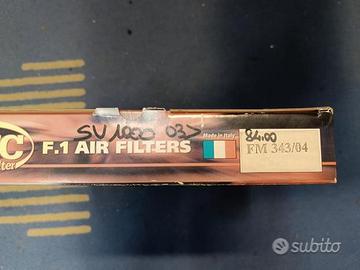 SV 1000 03>
84.00
Made in Italy
F.1 AIR FILTERS
FM 343/04
subito